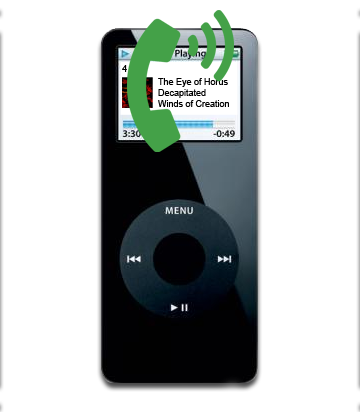 Playing
4
The Eye of Horus
Decapitated
Winds of Creation
3:30
-0:49
MENU